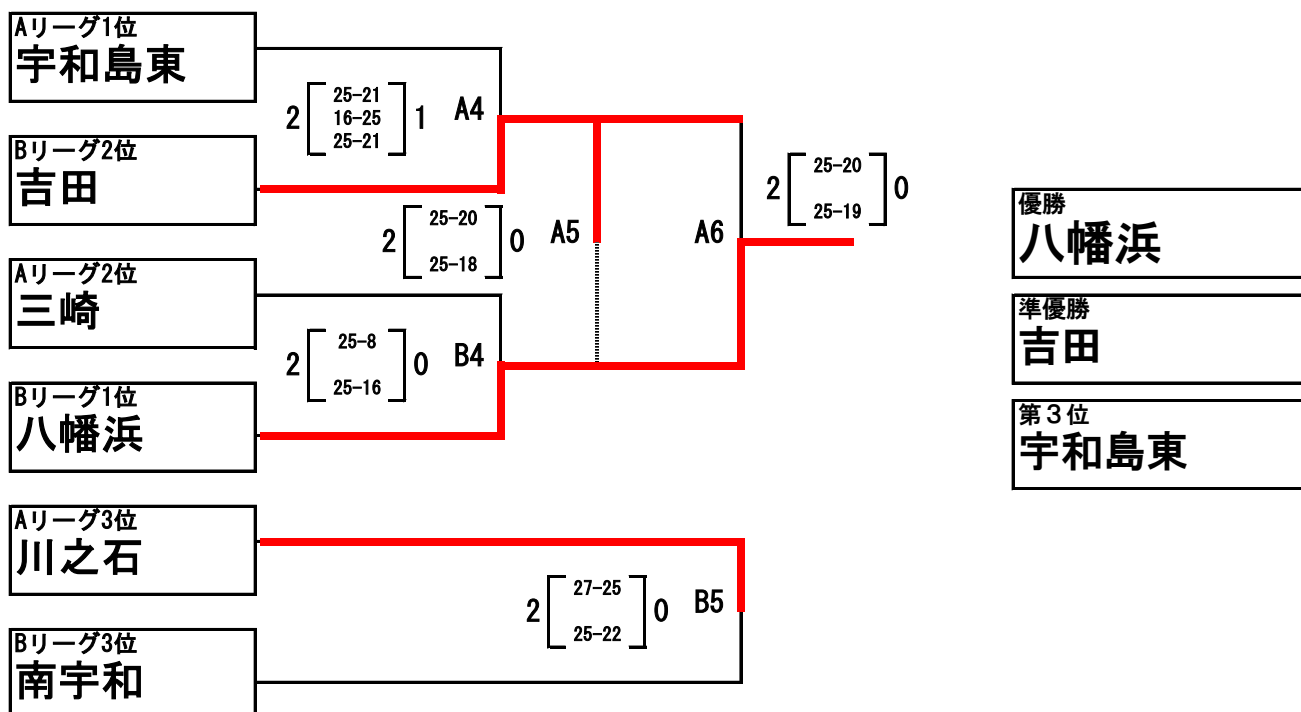 Aリーグ1位
宇和島東
Bリーグ2位
吉田
Aリーグ2位
三崎
Bリーグ1位
八幡浜
Aリーグ3位
川之石
Bリーグ3位
南宇和
2
25-21
16-25
25-21
1
A4
2
25-20
25-18
0
A5
2
25-8
25-16
0
B4
A6
2
25-20
25-19
0
2
27-25
25-22
0
B5
優勝
八幡浜
準優勝
吉田
第3位
宇和島東